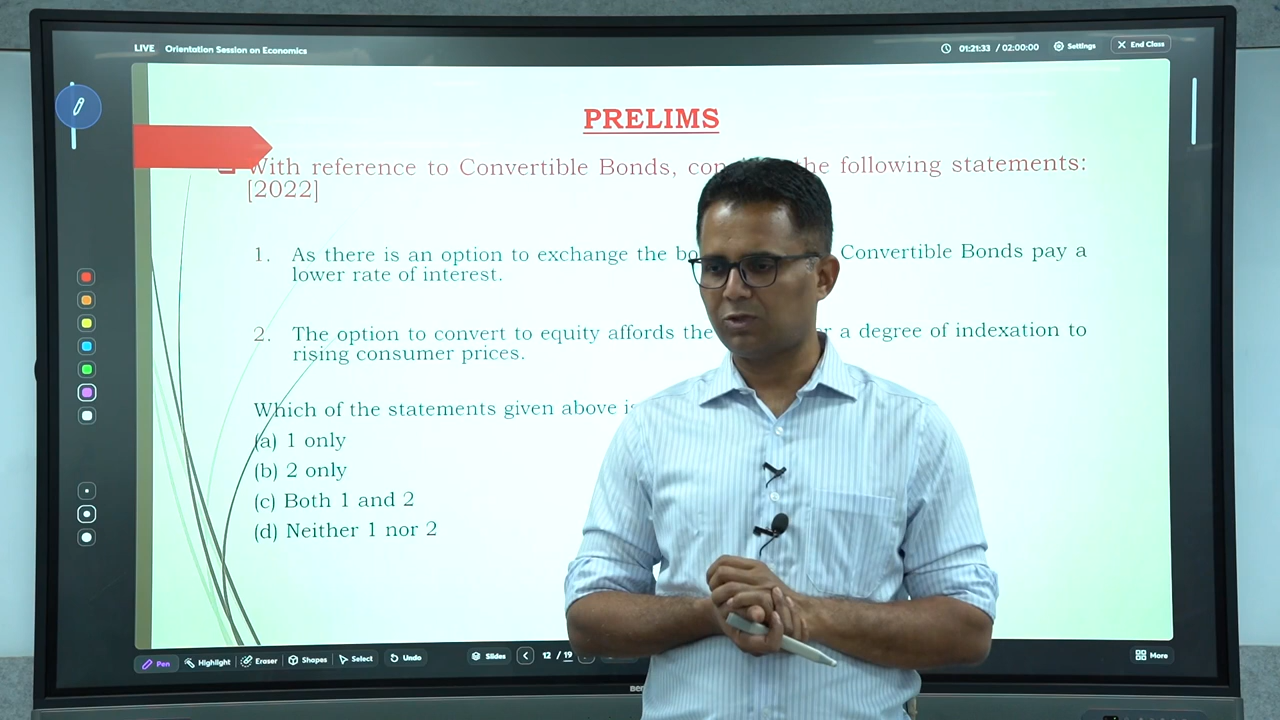 LIVE Orientation Session on Economics 01:21:33 / 02:00:00 Settings End Class
PRELIMS
With reference to Convertible Bonds, the following statements:
[2022]
1. As there is an option to exchange the Convertible Bonds pay a
lower rate of interest.
2. The option to convert to equity affords the a degree of indexation to
rising consumer prices.
Which of the statements given above
(a) 1 only
(b) 2 only
(c) Both 1 and 2
(d) Neither 1 nor 2
Pen Highlight Eraser Shapes Select Undo Slides 12 / 19 More